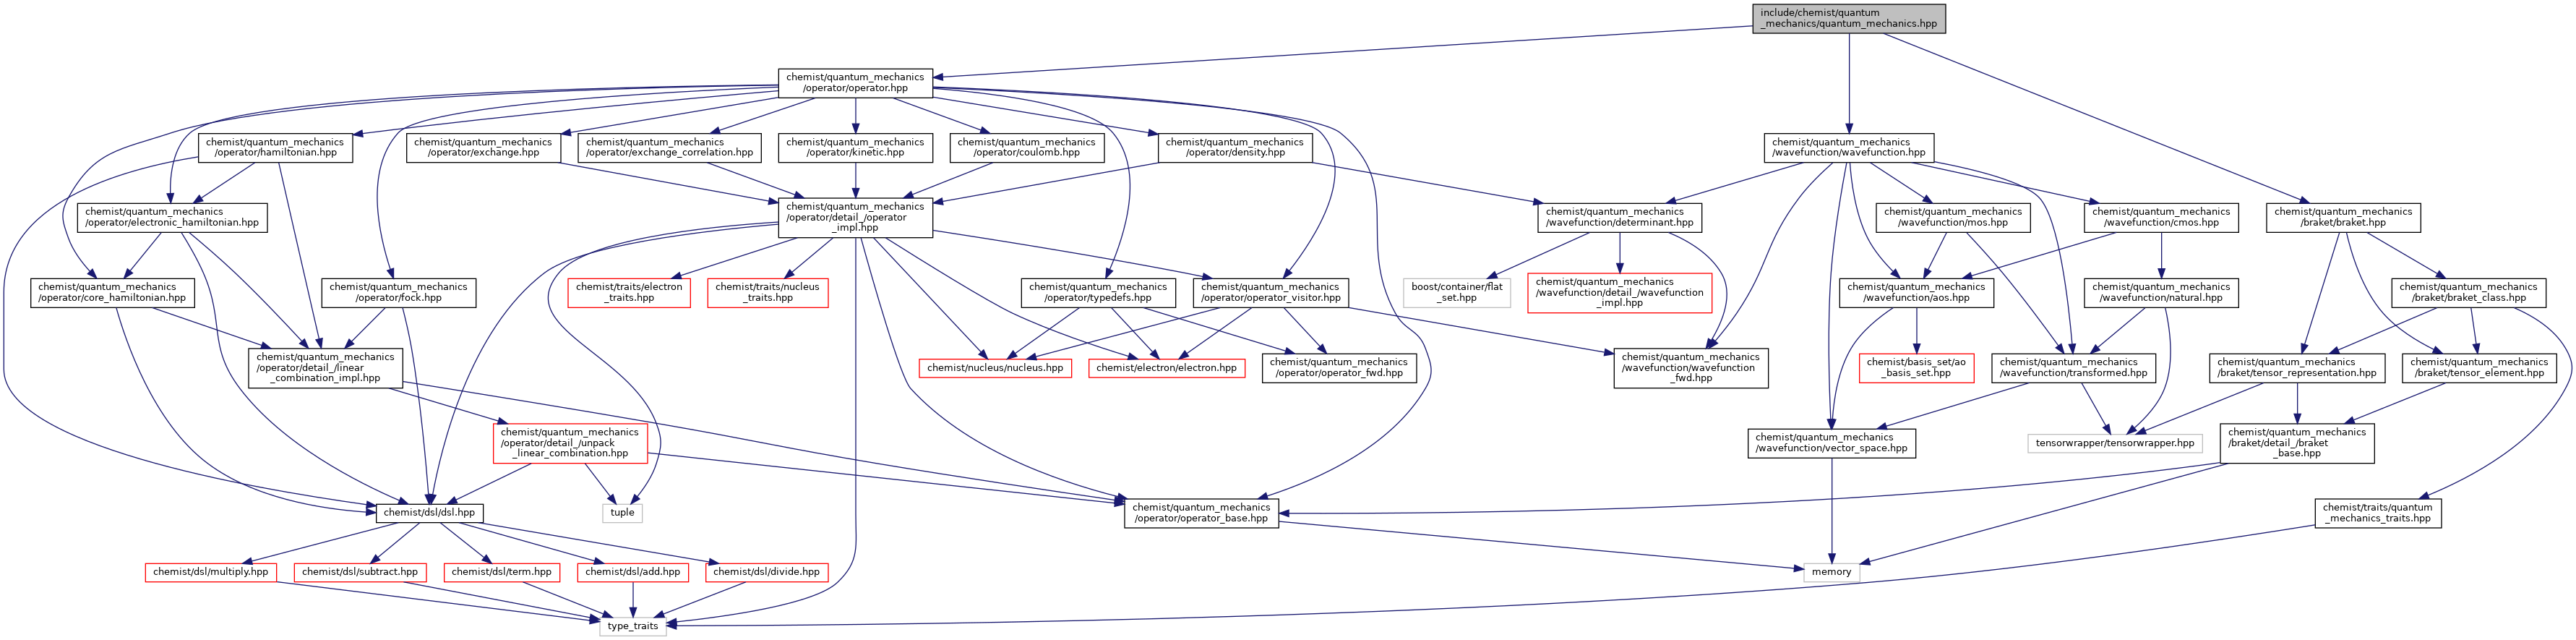 include/chemist/quantum
_mechanics/quantum_mechanics.hpp
chemist/quantum_mechanics
/operator/operator.hpp
chemist/quantum_mechanics
/operator/hamiltonian.hpp
chemist/quantum_mechanics
/operator/exchange.hpp
chemist/quantum_mechanics
/operator/exchange_correlation.hpp
chemist/quantum_mechanics
/operator/kinetic.hpp
chemist/quantum_mechanics
/operator/coulomb.hpp
chemist/quantum_mechanics
/operator/density.hpp
chemist/quantum_mechanics
/wavefunction/wavefunction.hpp
chemist/quantum_mechanics
/operator/electronic_hamiltonian.hpp
chemist/quantum_mechanics
/operator/detail_/operator
_impl.hpp
chemist/quantum_mechanics
/wavefunction/determinant.hpp
chemist/quantum_mechanics
/wavefunction/mos.hpp
chemist/quantum_mechanics
/wavefunction/cmos.hpp
chemist/quantum_mechanics
/braket/braket.hpp
chemist/quantum_mechanics
/operator/core_hamiltonian.hpp
chemist/quantum_mechanics
/operator/fock.hpp
chemist/traits/electron
_traits.hpp
chemist/traits/nucleus
_traits.hpp
chemist/quantum_mechanics
/operator/typedefs.hpp
chemist/quantum_mechanics
/operator/operator_visitor.hpp
boost/container/flat
_set.hpp
chemist/quantum_mechanics
/wavefunction/detail_/wavefunction
_impl.hpp
chemist/quantum_mechanics
/wavefunction/aos.hpp
chemist/quantum_mechanics
/wavefunction/natural.hpp
chemist/quantum_mechanics
/braket/braket_class.hpp
chemist/quantum_mechanics
/operator/detail_/linear
_combination_impl.hpp
chemist/nucleus/nucleus.hpp
chemist/electron/electron.hpp
chemist/quantum_mechanics
/operator/operator_fwd.hpp
chemist/quantum_mechanics
/wavefunction/wavefunction
_fwd.hpp
chemist/basis_set/ao
_basis_set.hpp
chemist/quantum_mechanics
/wavefunction/transformed.hpp
chemist/quantum_mechanics
/braket/tensor_representation.hpp
chemist/quantum_mechanics
/braket/tensor_element.hpp
chemist/quantum_mechanics
/operator/detail_/unpack
_linear_combination.hpp
chemist/quantum_mechanics
/wavefunction/vector_space.hpp
tensorwrapper/tensorwrapper.hpp
chemist/quantum_mechanics
/braket/detail_/braket
_base.hpp
chemist/dsl/dsl.hpp
tuple
chemist/quantum_mechanics
/operator/operator_base.hpp
chemist/traits/quantum
_mechanics_traits.hpp
chemist/dsl/multiply.hpp
chemist/dsl/subtract.hpp
chemist/dsl/term.hpp
chemist/dsl/add.hpp
chemist/dsl/divide.hpp
memory
type_traits